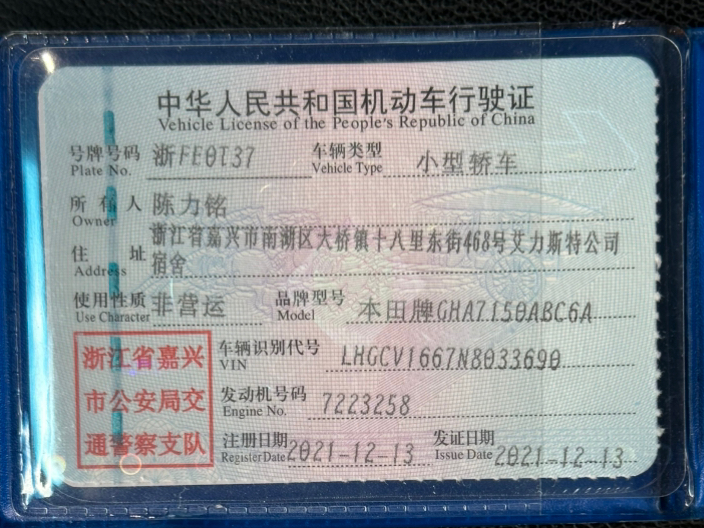 中华人民共和国机动车行驶证
Vehicle License of the People's Republic of China
号牌号码 浙FE0T37 车辆类型 小型轿车
Plate No. Vehicle Type
所有人 陈力铭
Owner
浙江省嘉兴市南湖区大桥镇十八里东街468号艾力斯特公司
住址 宿舍
Address
使用性质 非营运 品牌型号 本田牌GHA7150ABC6A
Use Character Model
浙江省嘉兴 车辆识别代号 LHGCV1667N8033690
VIN
市公安局交 发动机号码 7223258
Engine No.
通警察支队 注册日期 2021-12-13 发证日期 2021-12-13
Register Date Issue Date